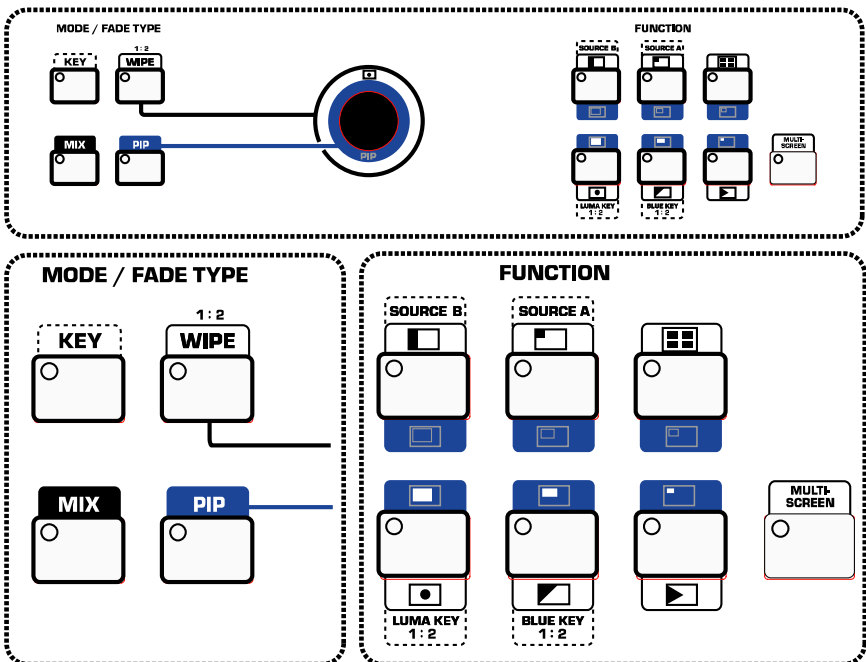 MODE / FADE TYPE
FUNCTION
1:2
SOURCE B
SOURCE A
KEY
WIPE
MIX
PIP
PIP
MULTI-
SCREEN
LUMA KEY
1:2
BLUE KEY
1:2
MODE / FADE TYPE
1:2
KEY
WIPE
MIX
PIP
FUNCTION
SOURCE B
SOURCE A
MULTI-
SCREEN
LUMA KEY
1:2
BLUE KEY
1:2